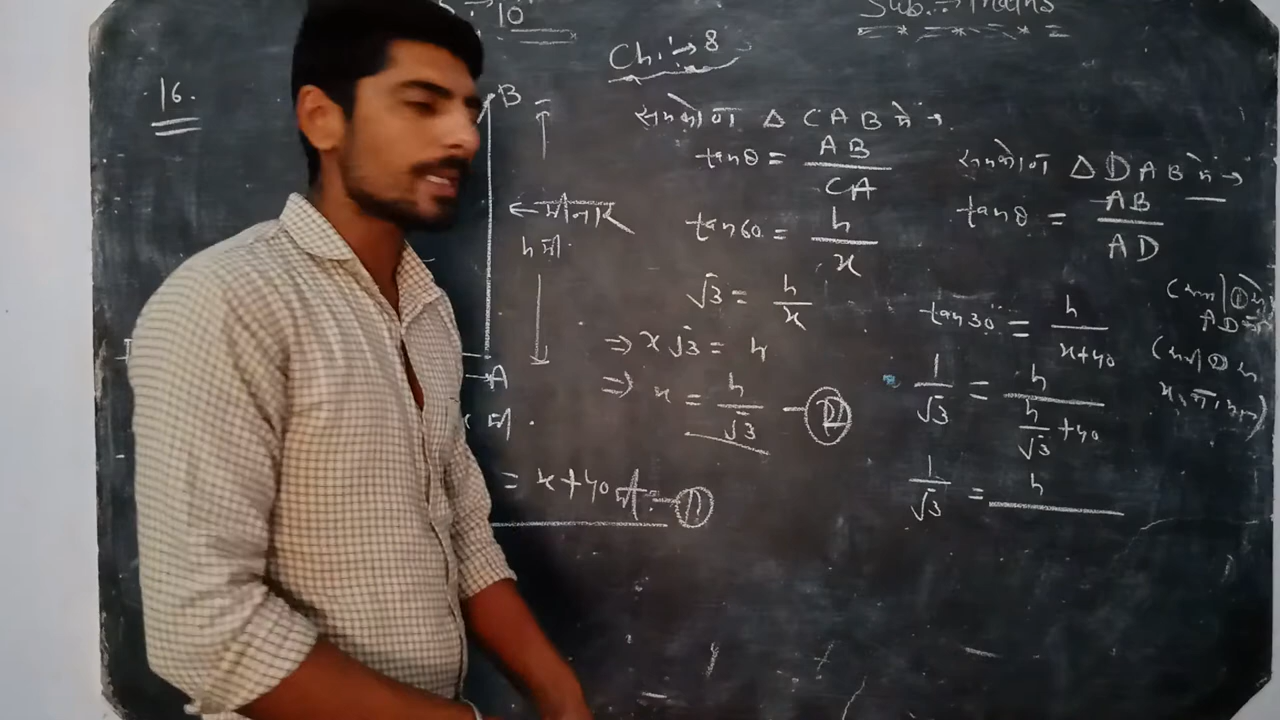 10
Sub. :- Maths
Ch. :→ 8
16.
B
मीनार
h मी.
A
x मी.
= x+40 मी. — ①
समकोण △ CAB में →
tanθ = AB / CA
tan60 = h / x
√3 = h / x
⇒ x√3 = h
⇒ x = h / √3 — ②
समकोण △ DAB में →
tanθ = AB / AD
tan30° = h / x+40
1 / √3 = h / h/√3 +40
1 / √3 = h